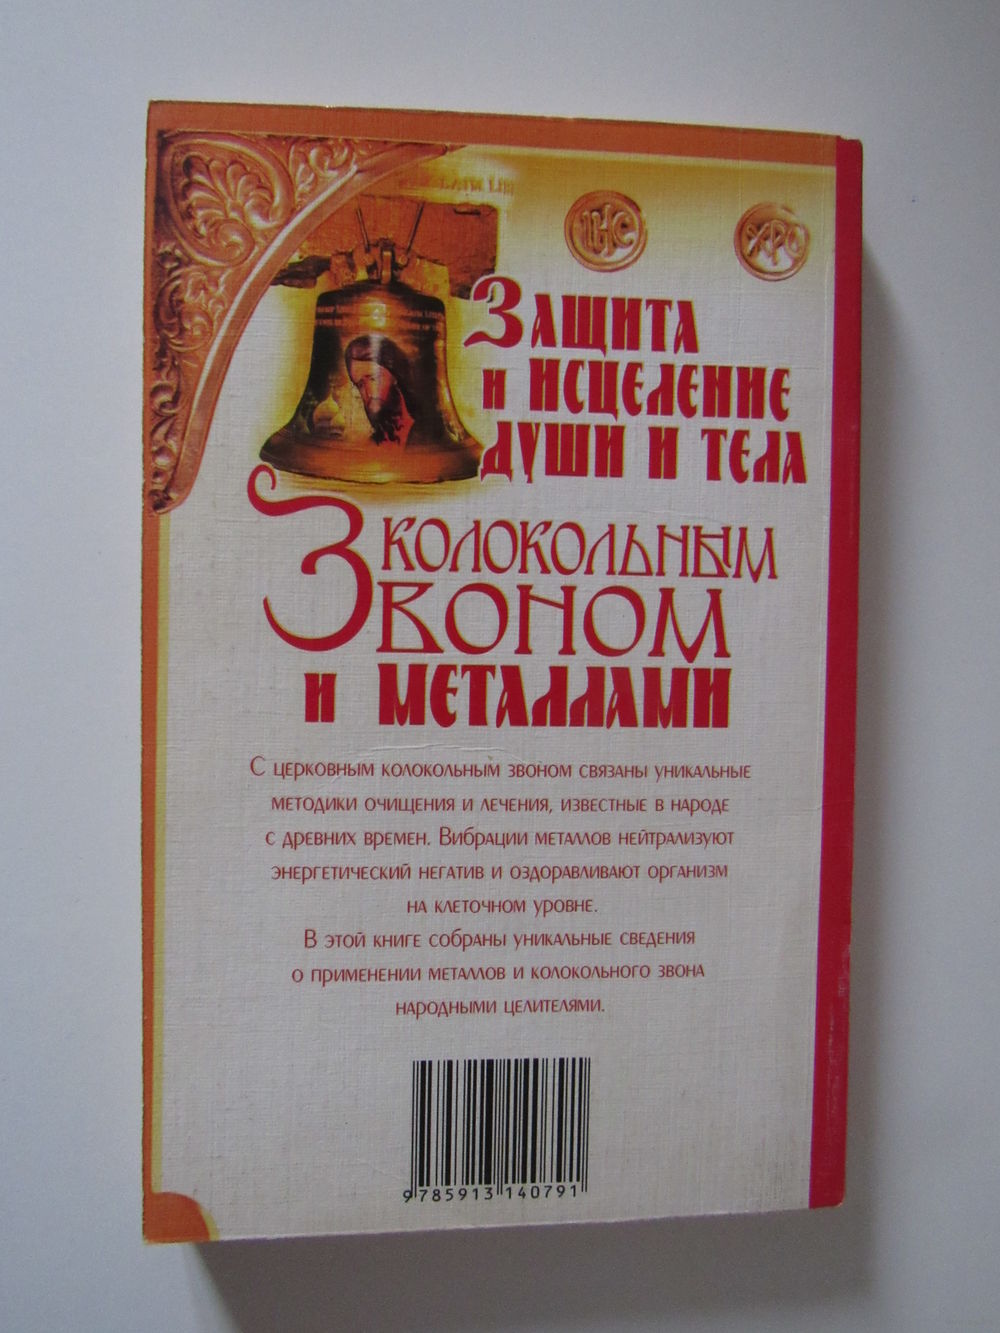 IНС
ХРС
ЗАЩИТА
И ИСЦЕЛЕНИЕ
ДУШИ И ТЕЛА
КОЛОКОЛЬНЫМ
ЗВОНОМ
И МЕТАЛЛАМИ
С церковным колокольным звоном связаны уникальные
методики очищения и лечения, известные в народе
с древних времен. Вибрации металлов нейтрализуют
энергетический негатив и оздоравливают организм
на клеточном уровне.
В этой книге собраны уникальные сведения
о применении металлов и колокольного звона
народными целителями.
9 785913 140791